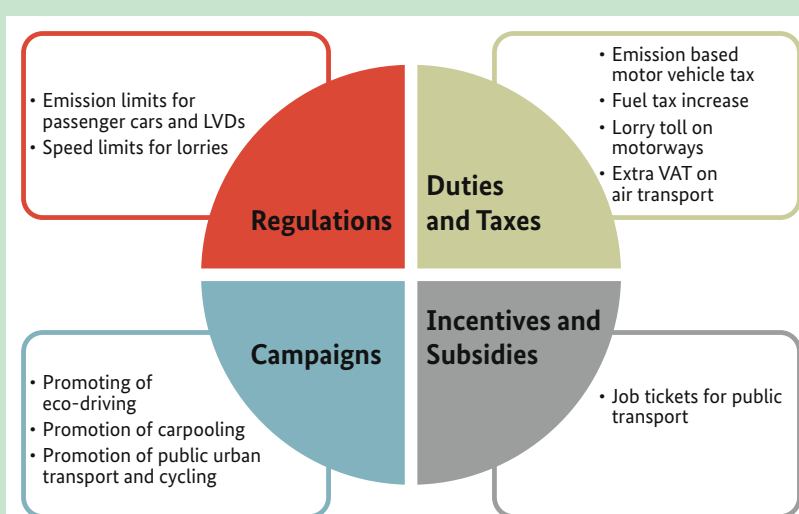 • Emission limits for
passenger cars and LVDs
• Speed limits for lorries
Regulations
• Emission based
motor vehicle tax
• Fuel tax increase
• Lorry toll on
motorways
• Extra VAT on
air transport
Duties
and Taxes
• Promoting of
eco-driving
• Promotion of carpooling
• Promotion of public urban
transport and cycling
Campaigns
Incentives and
Subsidies
• Job tickets for public
transport